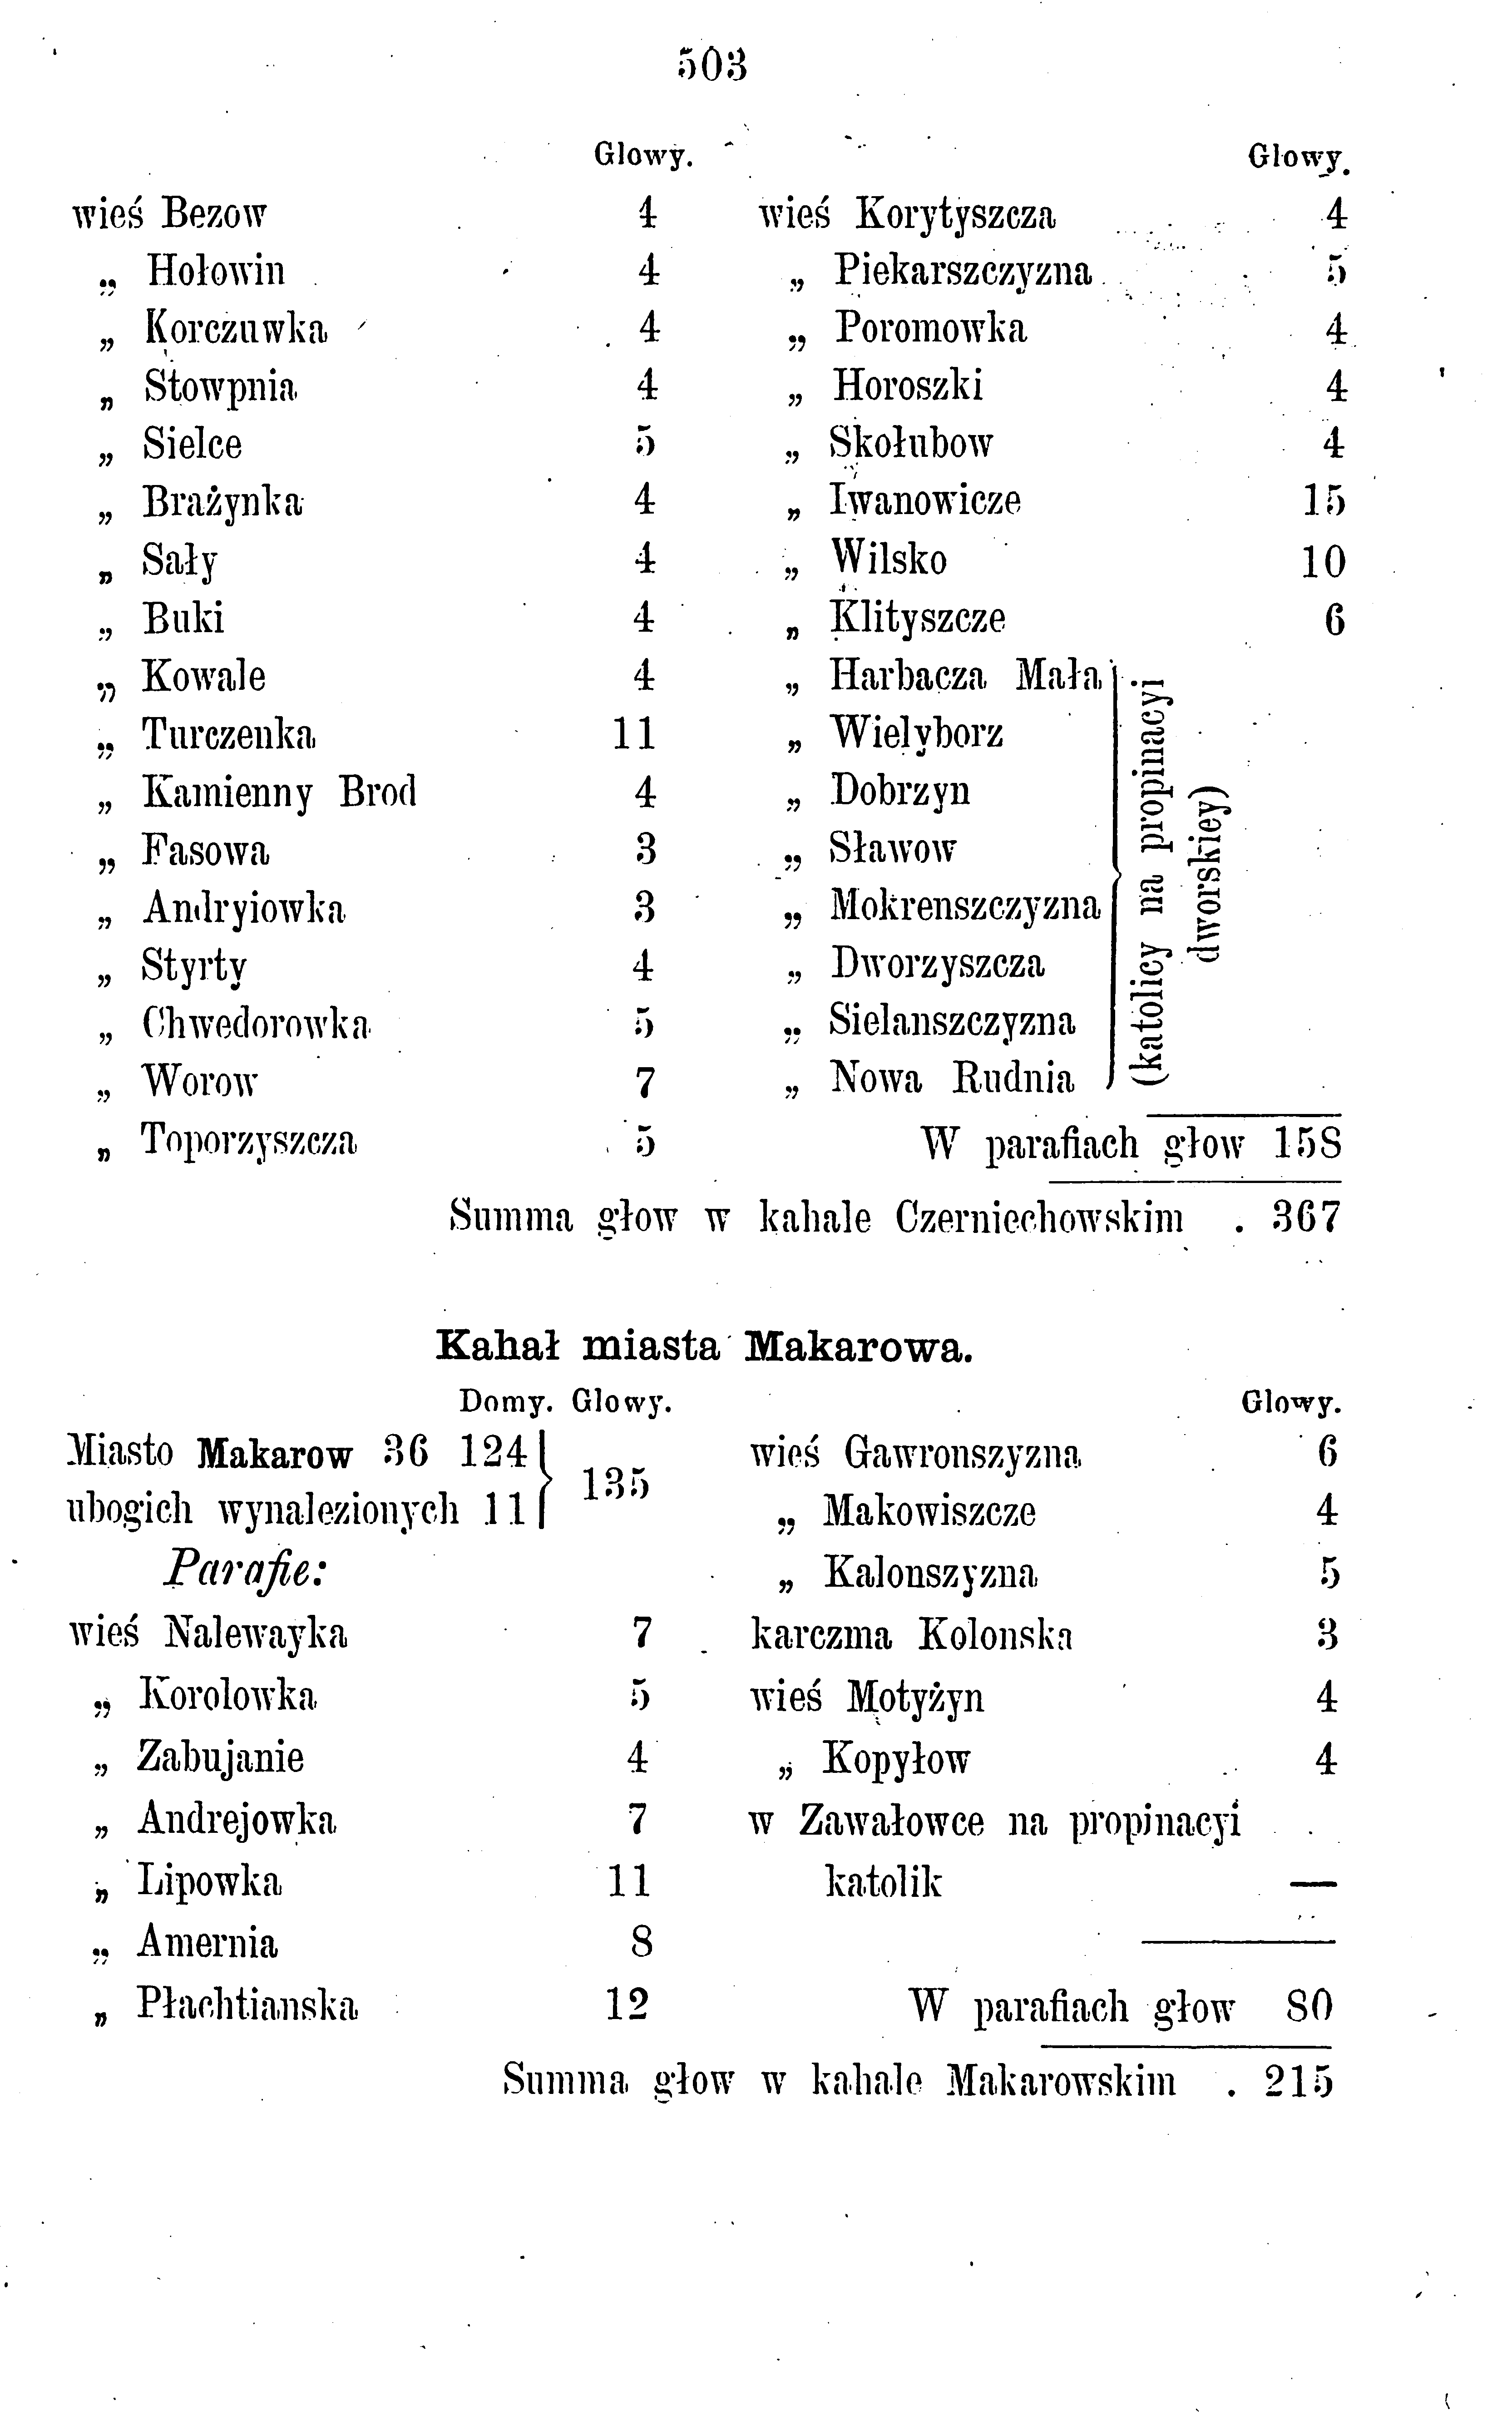 503
Glowy.
wieś Bezow 4
„ Hołowin 4
„ Korczuwka 4
„ Stowpnia 4
„ Sielce 5
„ Brażynka 4
„ Sały 4
„ Buki 4
„ Kowale 4
„ Turczenka 11
„ Kamienny Brod 4
„ Fasowa 3
„ Andryiowka 3
„ Styrty 4
„ Chwedorowka 5
„ Worow 7
„ Toporzyszcza 5
Glowy.
wieś Korytyszcza 4
„ Piekarszczyzna 5
„ Poromowka 4
„ Horoszki 4
„ Skołubow 4
„ Iwanowicze 15
„ Wilsko 10
„ Klityszcze 6
„ Harbacza Mała
„ Wielyborz
„ Dobrzyn
„ Sławow
„ Mokrenszczyzna
„ Dworzyszcza
„ Sielanszczyzna
„ Nowa Rudnia
(katolicy na propinacyi
dworskiey)
W parafiach głow 158
Summa głow w kahale Czerniechowskim . 367
Kahał miasta Makarowa.
Domy. Glowy.
Miasto Makarow 36 124
ubogich wynalezionych 11
135
Parafie:
wieś Nalewayka 7
„ Korolowka 5
„ Zabujanie 4
„ Andrejowka 7
„ Lipowka 11
„ Amernia 8
„ Płachtianska 12
Glowy.
wieś Gawronszyzna 6
„ Makowiszcze 4
„ Kalonszyzna 5
karczma Kolonska 3
wieś Motyżyn 4
„ Kopyłow 4
w Zawałowce na propinacyi
katolik —
W parafiach głow 80
Summa głow w kahale Makarowskim . 215